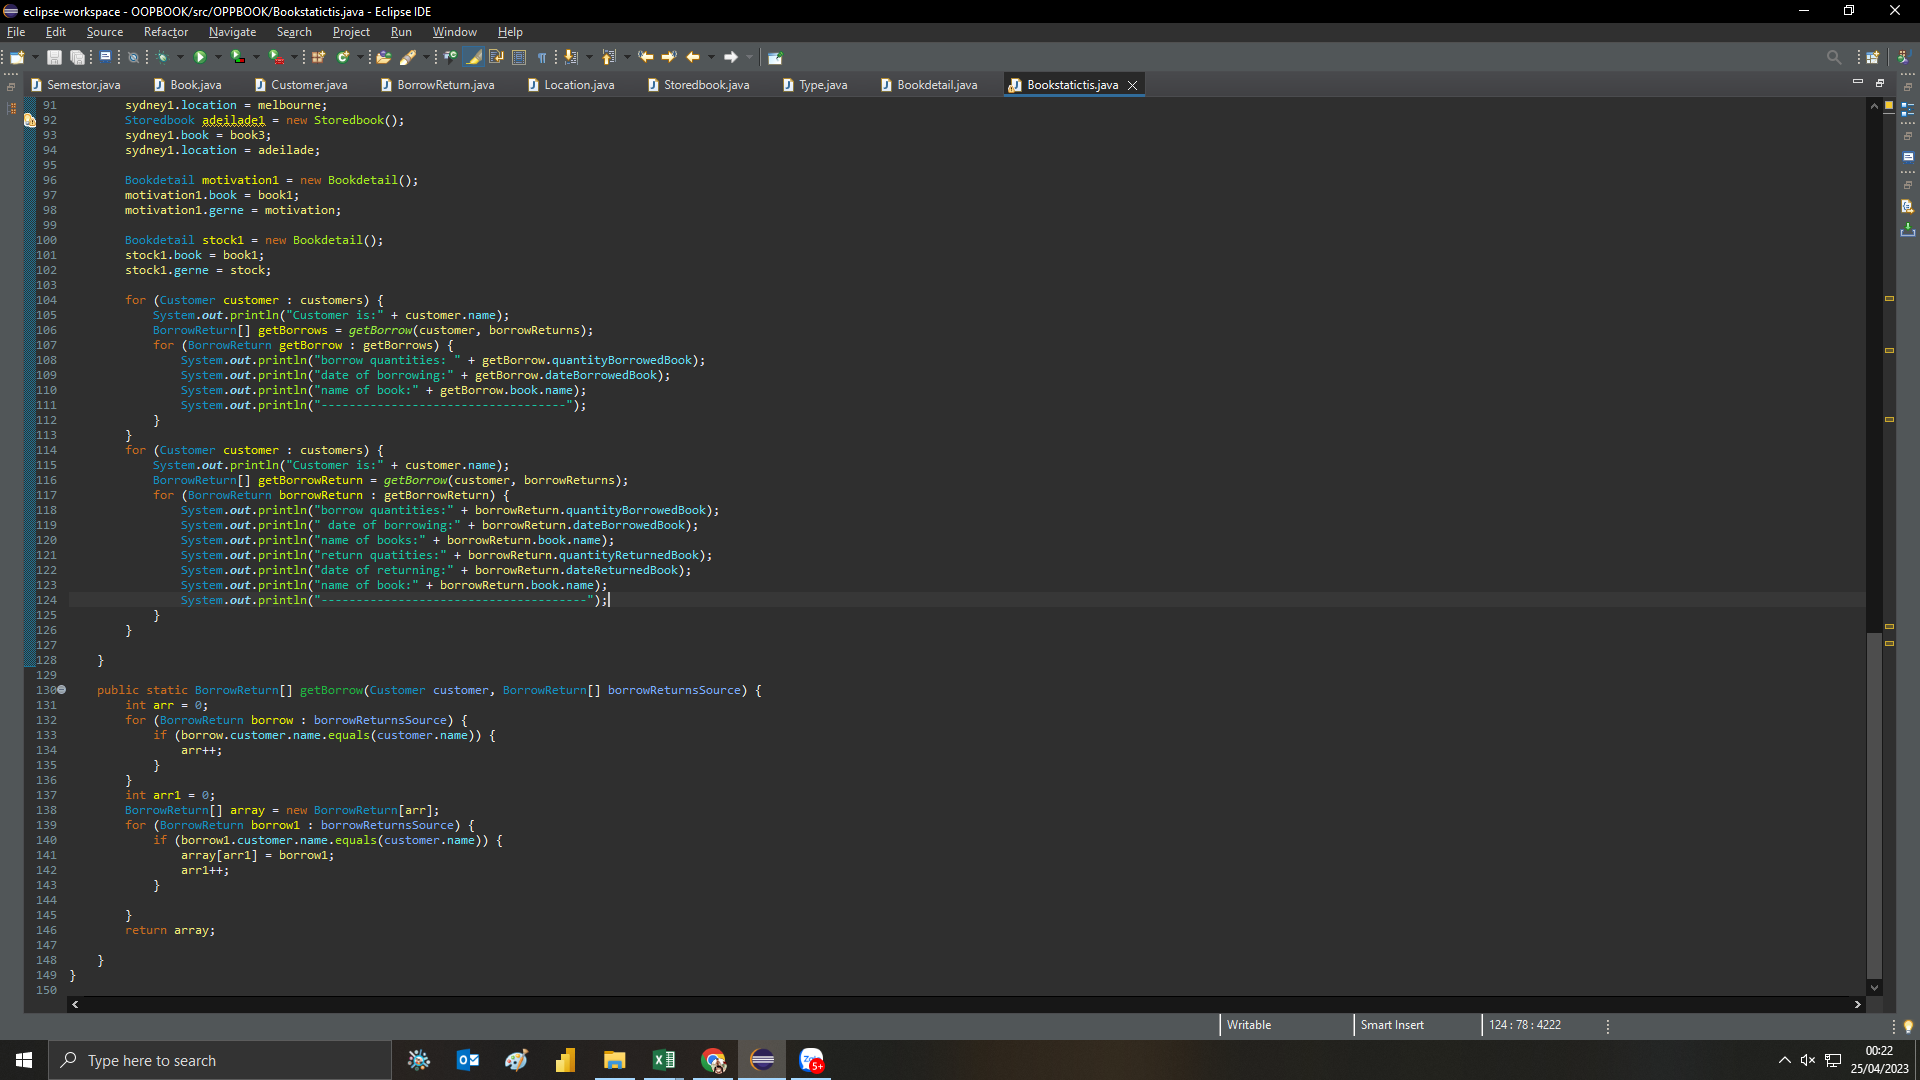 eclipse-workspace - OOPBOOK/src/OPPBOOK/Bookstatictis.java - Eclipse IDE
File Edit Source Refactor Navigate Search Project Run Window Help
Semestor.java Book.java Customer.java BorrowReturn.java Location.java Storedbook.java Type.java Bookdetail.java Bookstatictis.java
91 sydney1.location = melbourne;
92 Storedbook adeilade1 = new Storedbook();
93 sydney1.book = book3;
94 sydney1.location = adeilade;
95
96 Bookdetail motivation1 = new Bookdetail();
97 motivation1.book = book1;
98 motivation1.gerne = motivation;
99
100 Bookdetail stock1 = new Bookdetail();
101 stock1.book = book1;
102 stock1.gerne = stock;
103
104 for (Customer customer : customers) {
105 System.out.println("Customer is:" + customer.name);
106 BorrowReturn[] getBorrows = getBorrow(customer, borrowReturns);
107 for (BorrowReturn getBorrow : getBorrows) {
108 System.out.println("borrow quantities: " + getBorrow.quantityBorrowedBook);
109 System.out.println("date of borrowing:" + getBorrow.dateBorrowedBook);
110 System.out.println("name of book:" + getBorrow.book.name);
111 System.out.println("-----------------------------------");
112 }
113 }
114 for (Customer customer : customers) {
115 System.out.println("Customer is:" + customer.name);
116 BorrowReturn[] getBorrowReturn = getBorrow(customer, borrowReturns);
117 for (BorrowReturn borrowReturn : getBorrowReturn) {
118 System.out.println("borrow quantities:" + borrowReturn.quantityBorrowedBook);
119 System.out.println(" date of borrowing:" + borrowReturn.dateBorrowedBook);
120 System.out.println("name of books:" + borrowReturn.book.name);
121 System.out.println("return quatities:" + borrowReturn.quantityReturnedBook);
122 System.out.println("date of returning:" + borrowReturn.dateReturnedBook);
123 System.out.println("name of book:" + borrowReturn.book.name);
124 System.out.println("--------------------------------------");
125 }
126 }
127
128 }
129
130 public static BorrowReturn[] getBorrow(Customer customer, BorrowReturn[] borrowReturnsSource) {
131 int arr = 0;
132 for (BorrowReturn borrow : borrowReturnsSource) {
133 if (borrow.customer.name.equals(customer.name)) {
134 arr++;
135 }
136 }
137 int arr1 = 0;
138 BorrowReturn[] array = new BorrowReturn[arr];
139 for (BorrowReturn borrow1 : borrowReturnsSource) {
140 if (borrow1.customer.name.equals(customer.name)) {
141 array[arr1] = borrow1;
142 arr1++;
143 }
144
145 }
146 return array;
147
148 }
149 }
150
Writable Smart Insert 124 : 78 : 4222
Type here to search
5+
00:22
25/04/2023